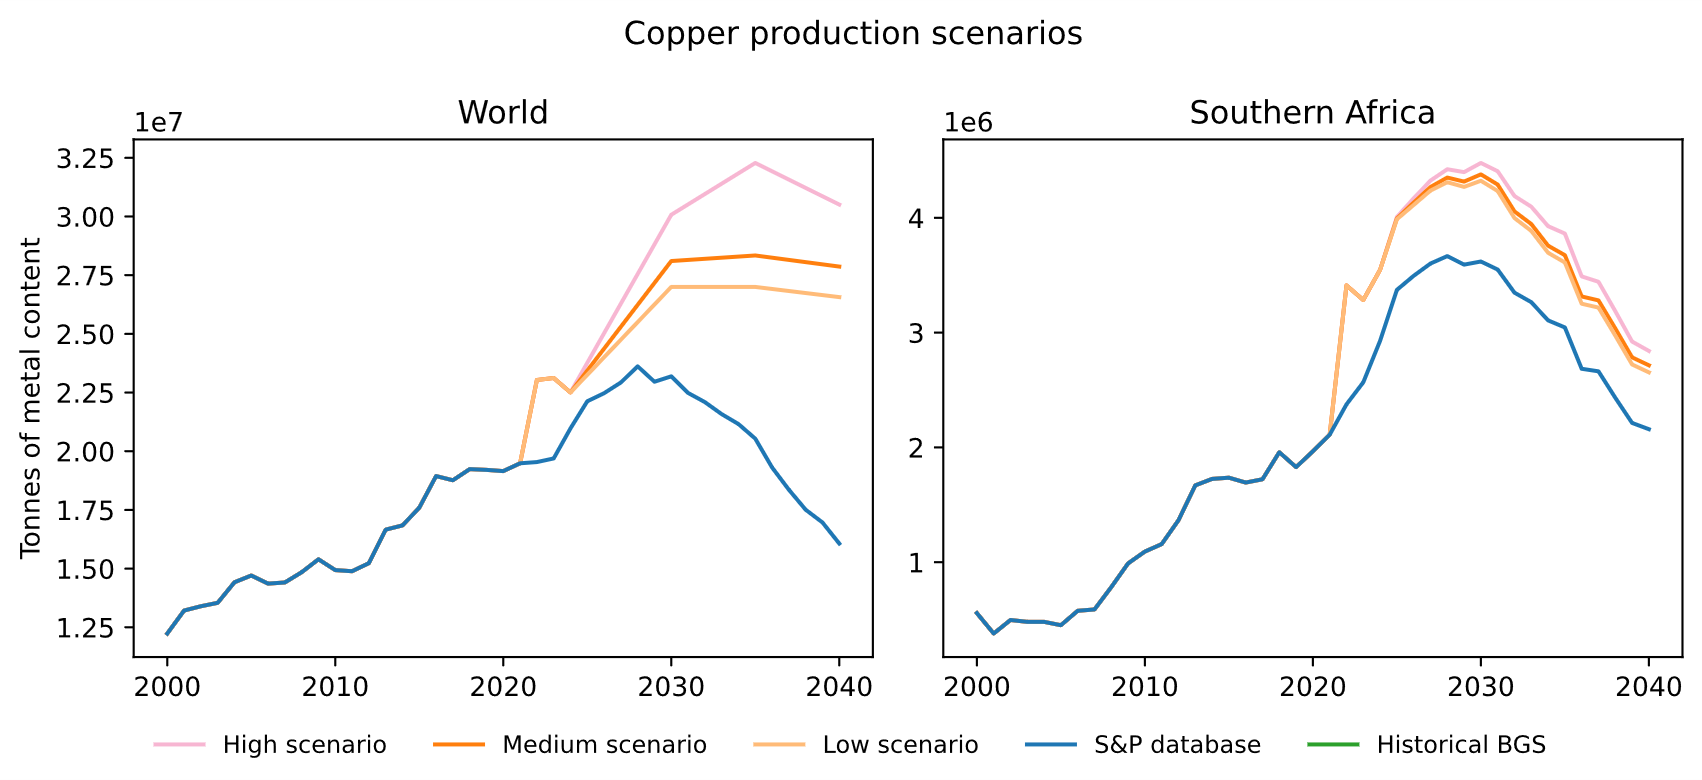 Copper production scenarios
World
Southern Africa
1e7
1e6
Tonnes of metal content
3.25
3.00
2.75
2.50
2.25
2.00
1.75
1.50
1.25
4
3
2
1
2000 2010 2020 2030 2040
2000 2010 2020 2030 2040
High scenario Medium scenario Low scenario S&P database Historical BGS